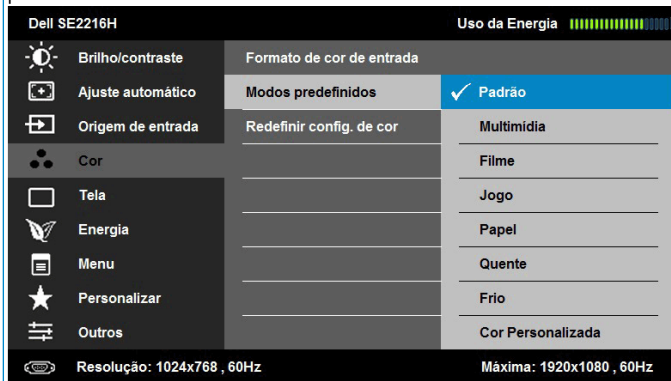 Dell SE2216H Uso da Energia
Brilho/contraste Formato de cor de entrada
Ajuste automático Modos predefinidos Padrão
Origem de entrada Redefinir config. de cor Multimidia
Cor Filme
Tela Jogo
Energia Papel
Menu Quente
Personalizar Frio
Outros Cor Personalizada
Resolução: 1024x768 , 60Hz Máxima: 1920x1080 , 60Hz